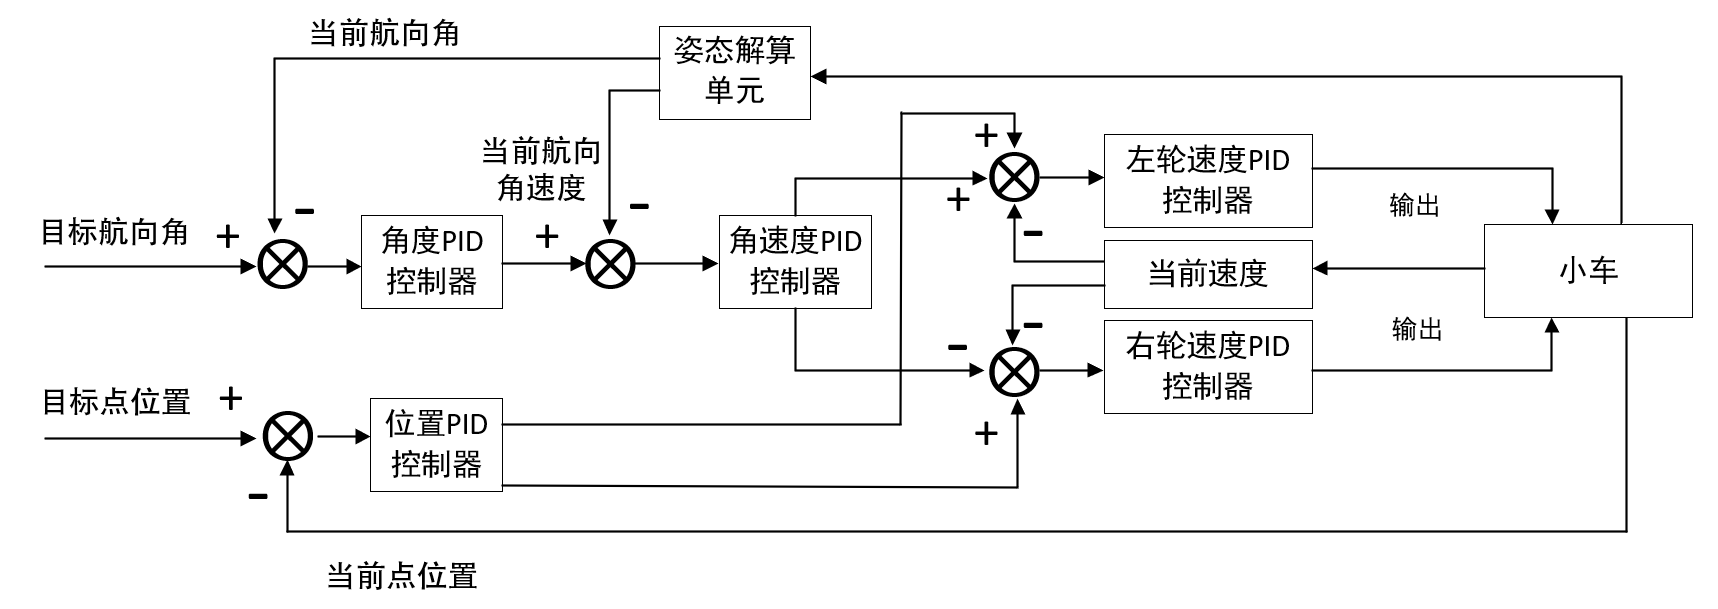 当前航向角
姿态解算
单元
当前航向
角速度
+
+
-
左轮速度PID
控制器
输出
目标航向角
+
-
角度PID
控制器
+
-
角速度PID
控制器
当前速度
小车
-
-
+
右轮速度PID
控制器
输出
目标点位置
+
-
位置PID
控制器
当前点位置